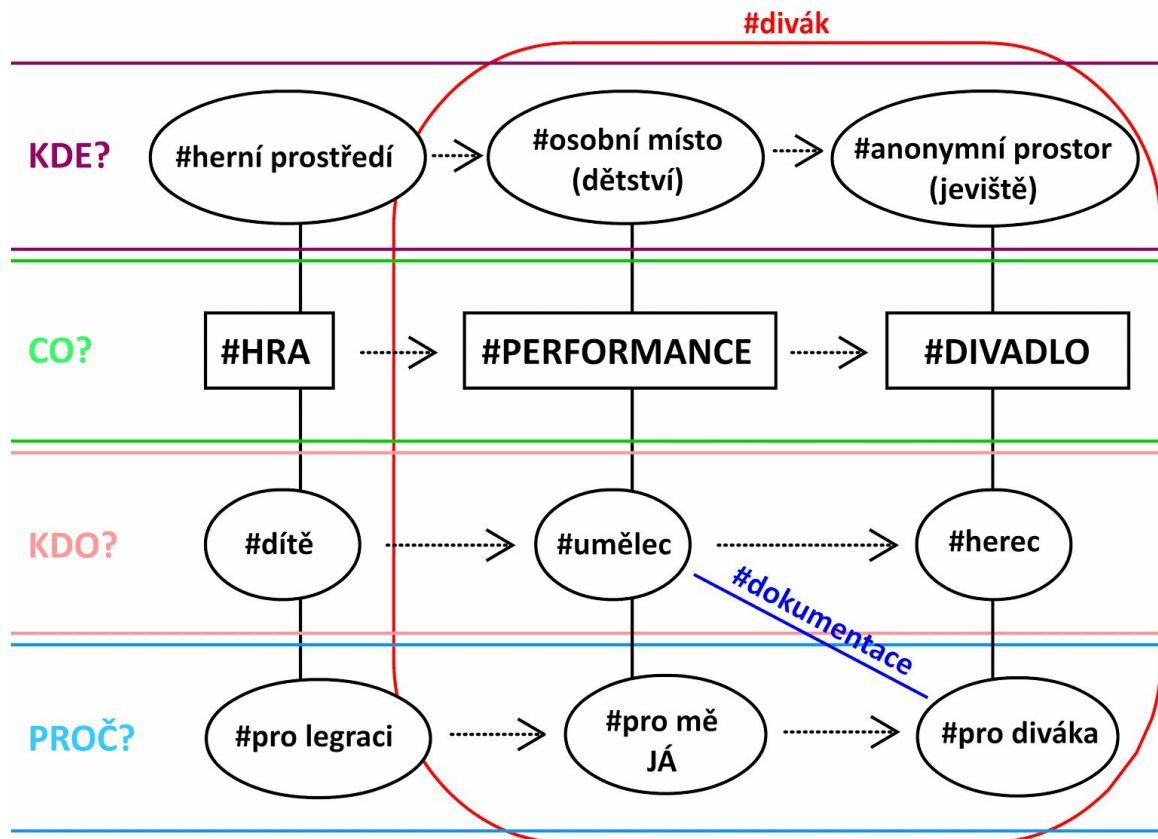 #divák
KDE?
#herní prostředí
#osobní místo
(dětství)
#anonymní prostor
(jeviště)
CO?
#HRA
#PERFORMANCE
#DIVADLO
KDO?
#dítě
#umělec
#herec
#dokumentace
PROČ?
#pro legraci
#pro mě
JÁ
#pro diváka